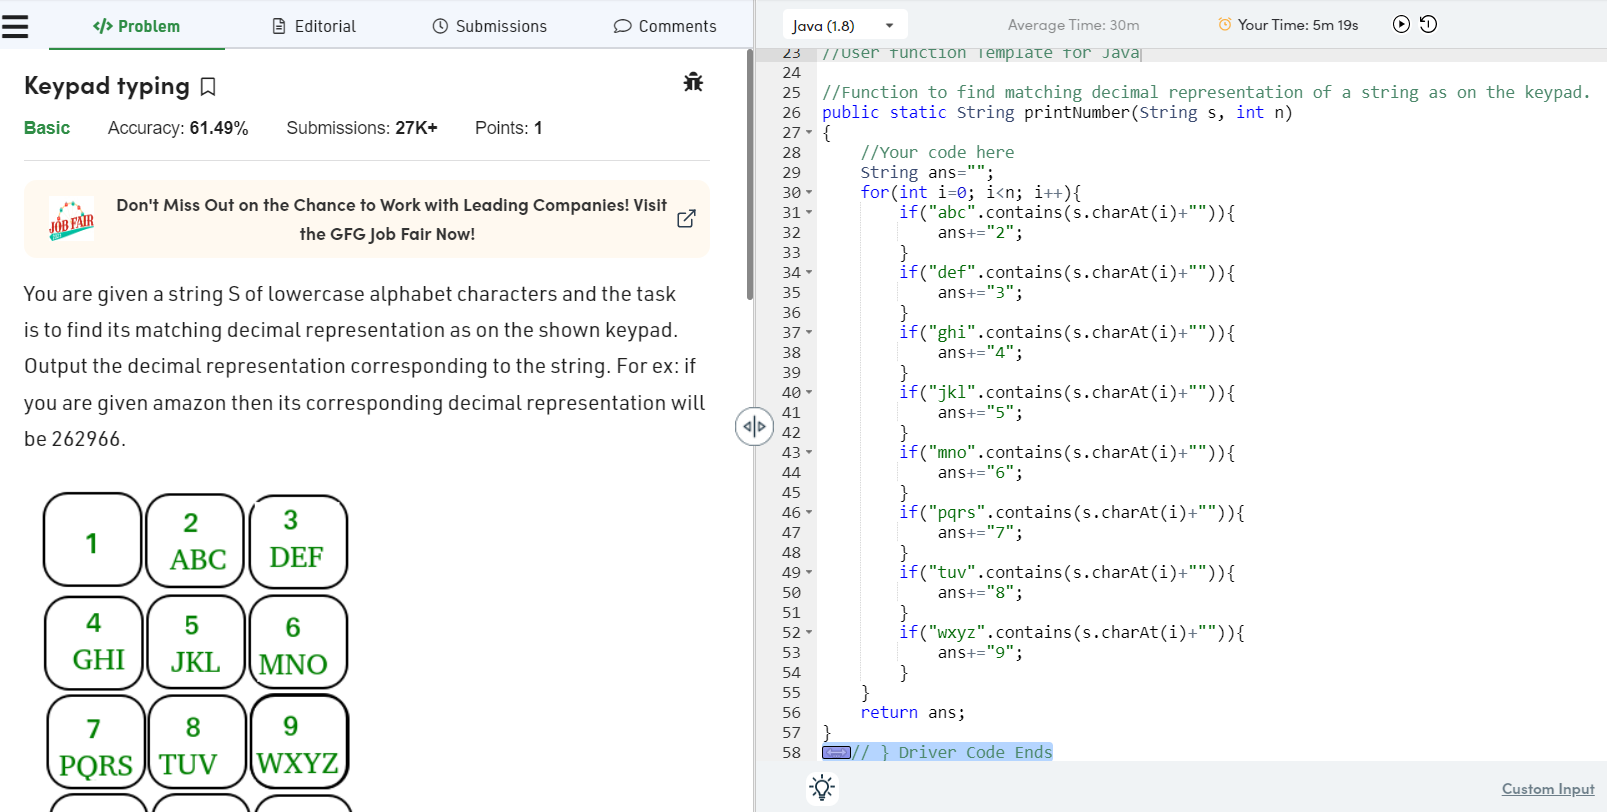 Problem
Editorial
Submissions
Comments
Keypad typing
Basic Accuracy: 61.49% Submissions: 27K+ Points: 1
JOB FAIR
Don't Miss Out on the Chance to Work with Leading Companies! Visit
the GFG Job Fair Now!
You are given a string S of lowercase alphabet characters and the task
is to find its matching decimal representation as on the shown keypad.
Output the decimal representation corresponding to the string. For ex: if
you are given amazon then its corresponding decimal representation will
be 262966.
1
2
ABC
3
DEF
4
GHI
5
JKL
6
MNO
7
PQRS
8
TUV
9
WXYZ
Java (1.8)
Average Time: 30m
Your Time: 5m 19s
23 //User function Template for Java
24
25 //Function to find matching decimal representation of a string as on the keypad.
26 public static String printNumber(String s, int n)
27 {
28 //Your code here
29 String ans="";
30 for(int i=0; i<n; i++){
31 if("abc".contains(s.charAt(i)+"")){
32 ans+="2";
33 }
34 if("def".contains(s.charAt(i)+"")){
35 ans+="3";
36 }
37 if("ghi".contains(s.charAt(i)+"")){
38 ans+="4";
39 }
40 if("jkl".contains(s.charAt(i)+"")){
41 ans+="5";
42 }
43 if("mno".contains(s.charAt(i)+"")){
44 ans+="6";
45 }
46 if("pqrs".contains(s.charAt(i)+"")){
47 ans+="7";
48 }
49 if("tuv".contains(s.charAt(i)+"")){
50 ans+="8";
51 }
52 if("wxyz".contains(s.charAt(i)+"")){
53 ans+="9";
54 }
55 }
56 return ans;
57 }
58 // } Driver Code Ends
Custom Input